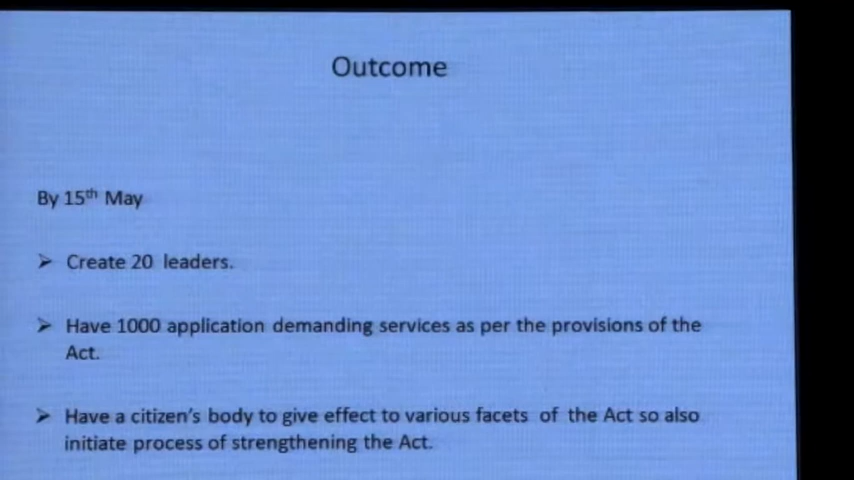 Outcome
By 15th May
➢ Create 20 leaders.
➢ Have 1000 application demanding services as per the provisions of the
Act.
➢ Have a citizen's body to give effect to various facets of the Act so also
initiate process of strengthening the Act.